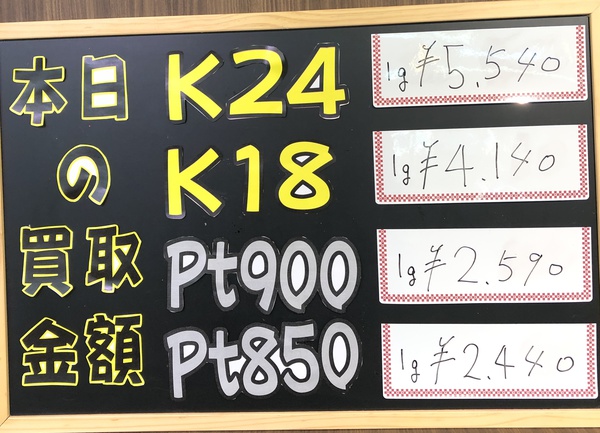 本日
の
買取
金額
K24 1g ¥5,540
K18 1g ¥4.140
Pt900 1g ¥2.590
Pt850 1g ¥2.440